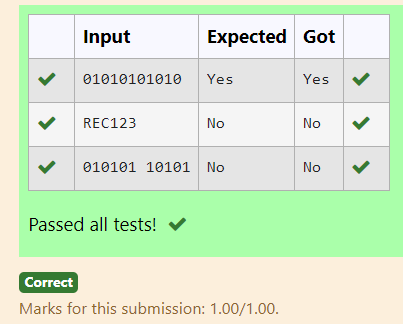 Input Expected Got
01010101010 Yes Yes
REC123 No No
010101 10101 No No
Passed all tests!
Correct
Marks for this submission: 1.00/1.00.